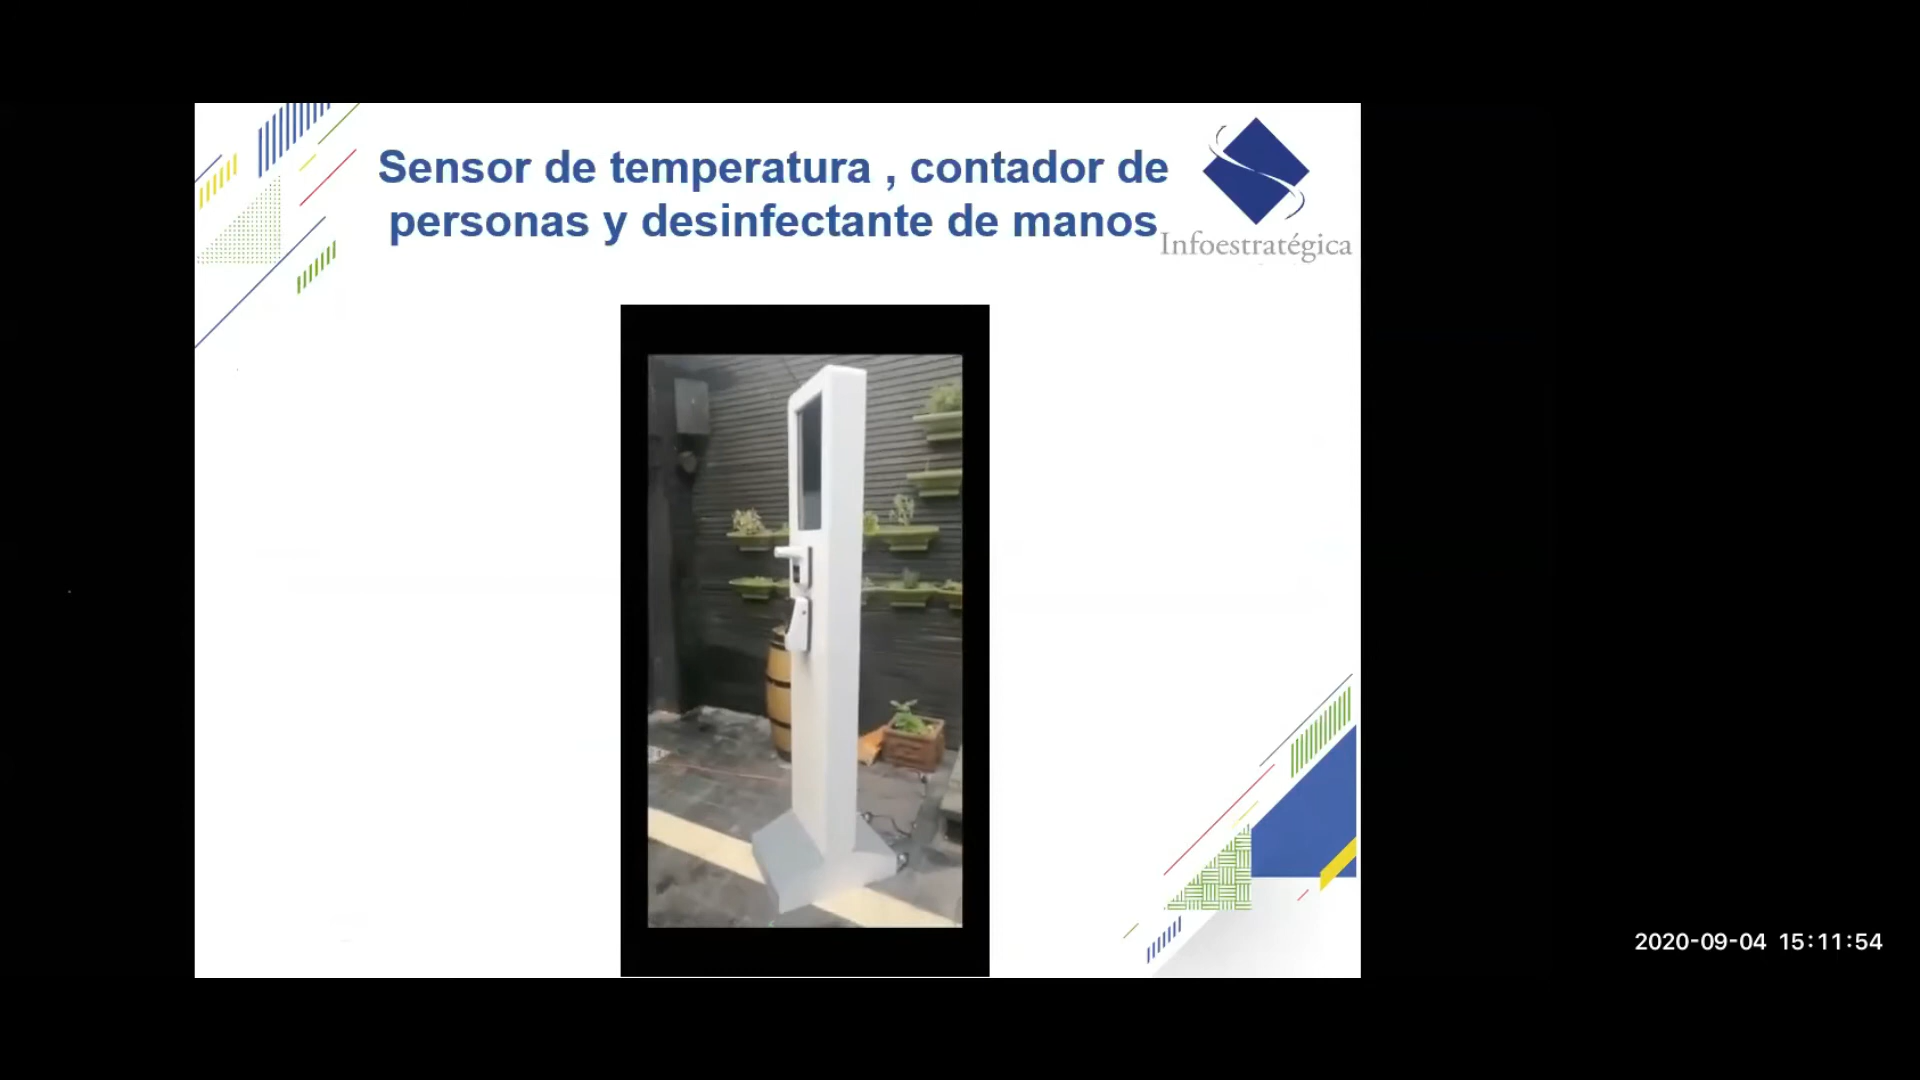 Sensor de temperatura , contador de
personas y desinfectante de manos
Infoestratégica
2020-09-04 15:11:54